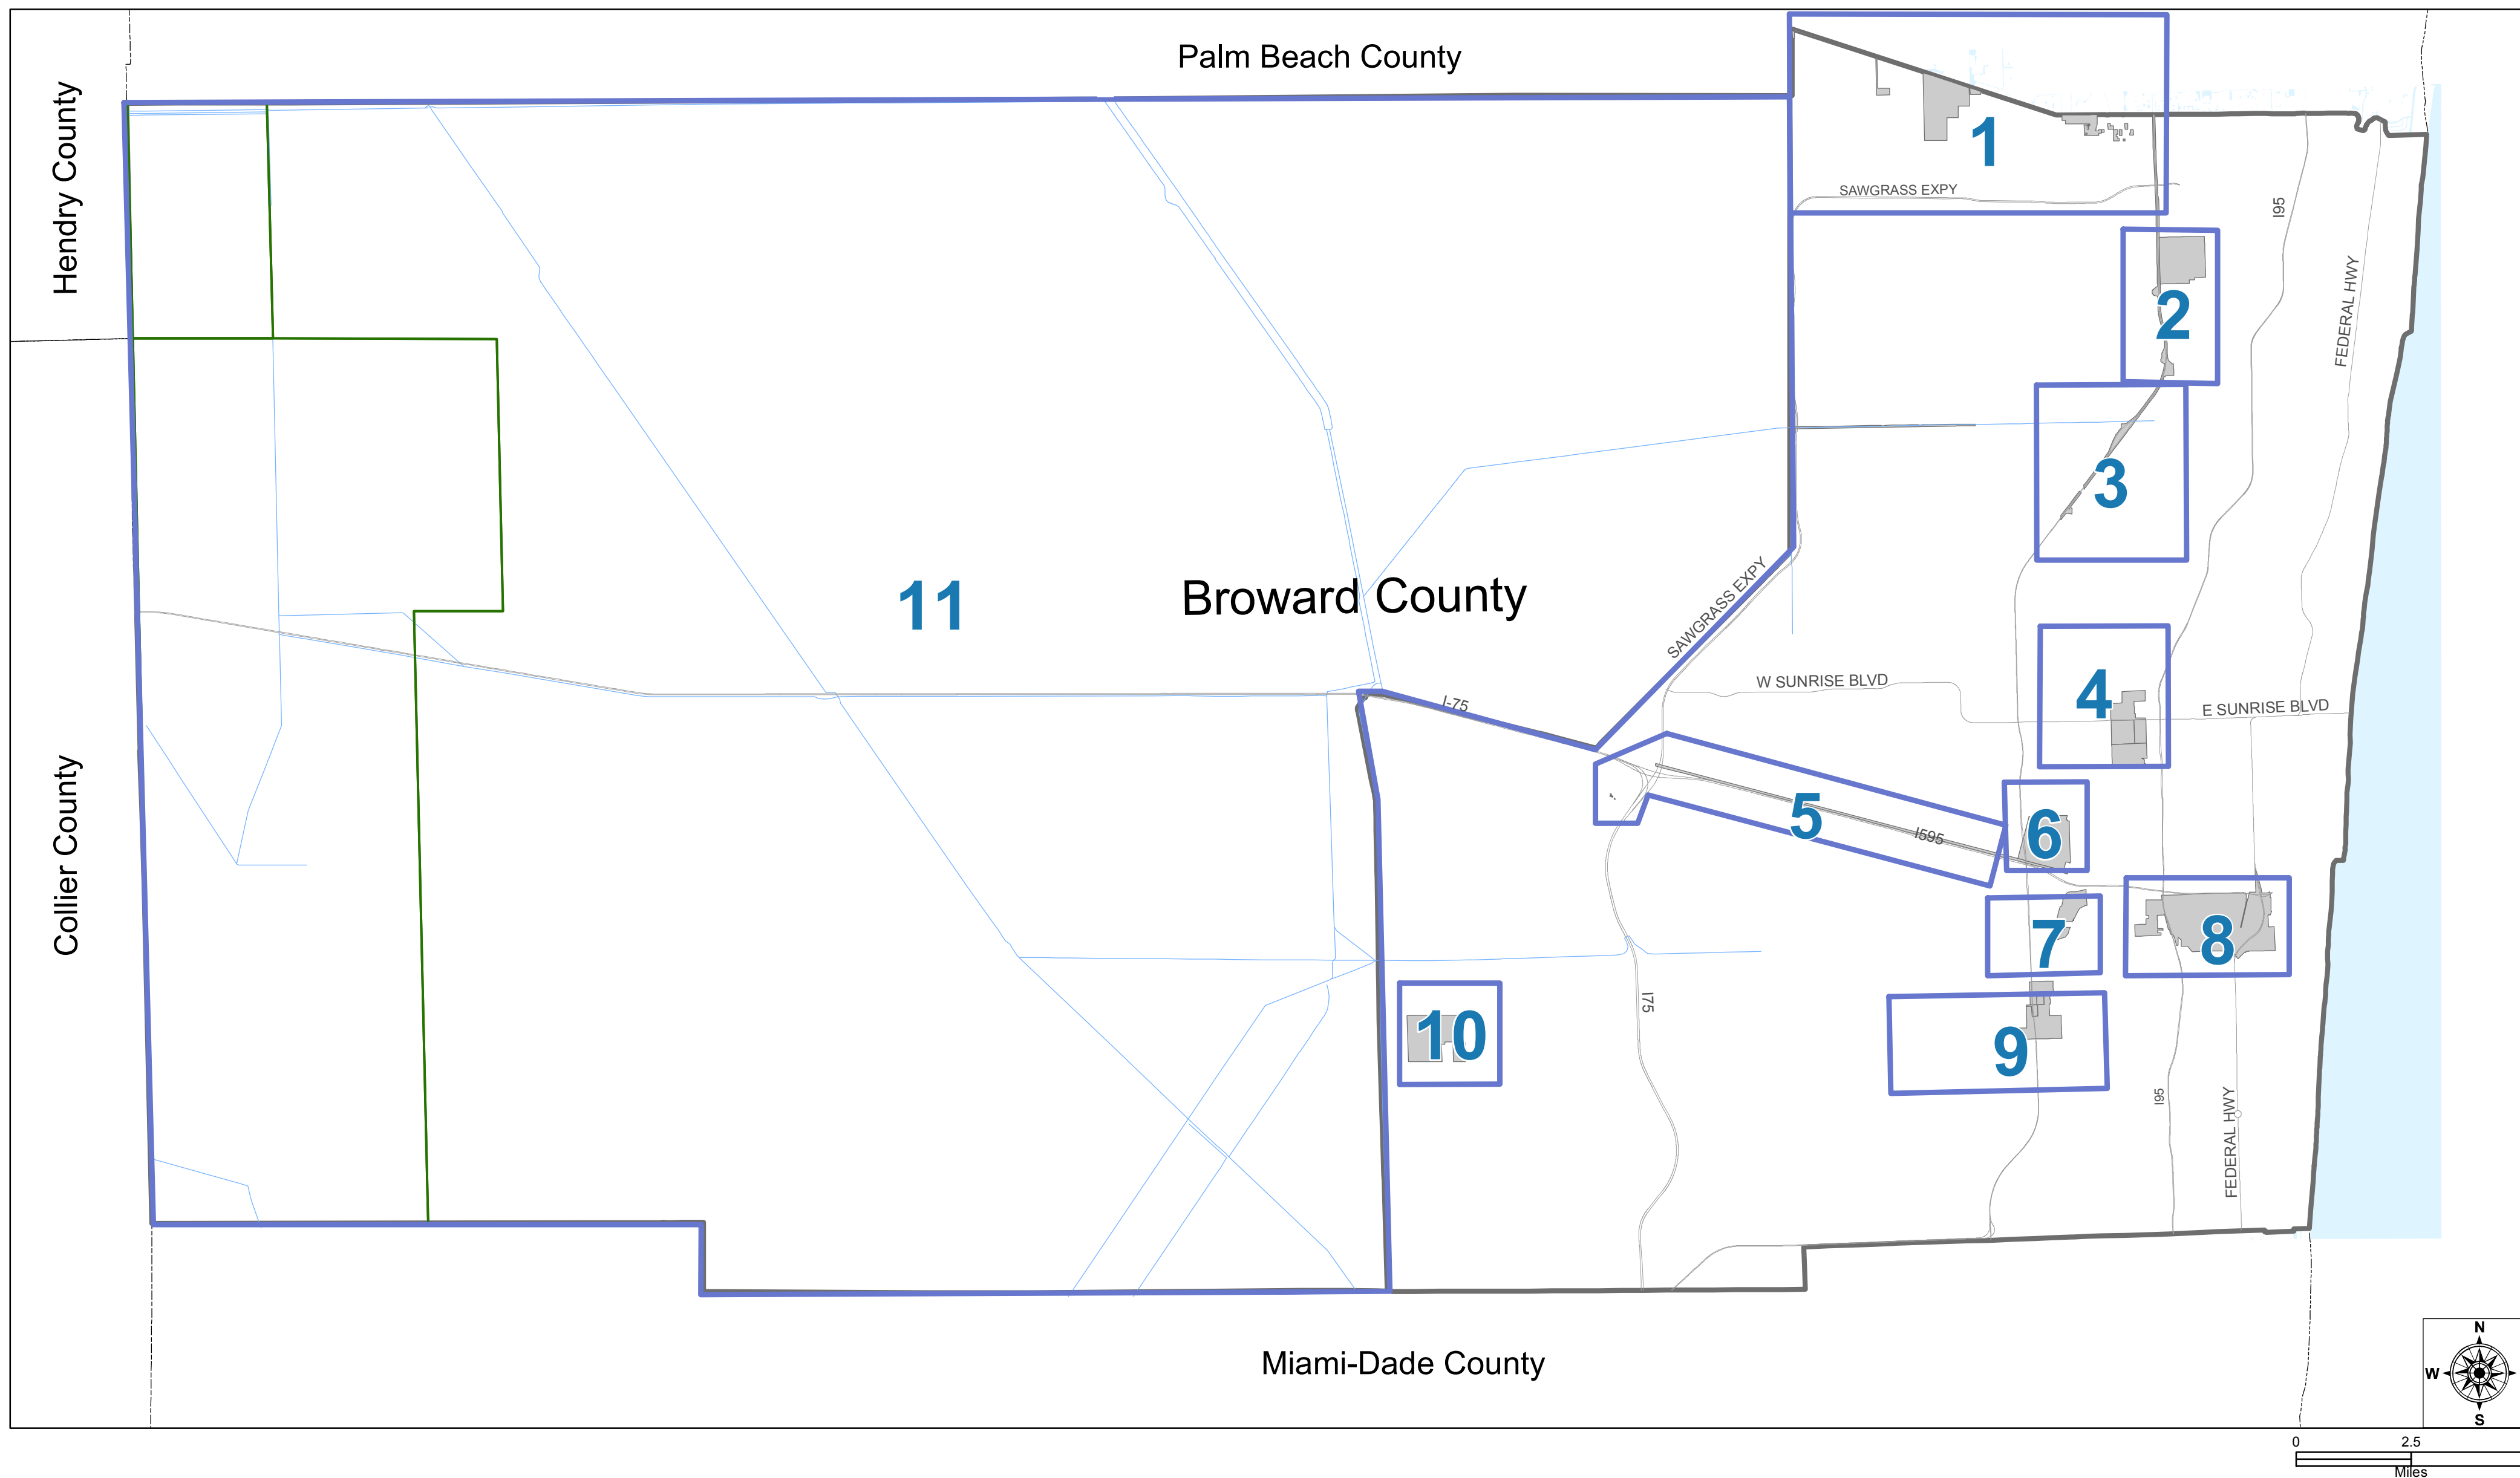 Palm Beach County
Hendry County
1
SAWGRASS EXPY
I95
FEDERAL HWY
2
3
11
Broward County
SAWGRASS EXPY
W SUNRISE BLVD
4
I-75
E SUNRISE BLVD
Collier County
5
I595
6
7
8
10
I75
9
I95
FEDERAL HWY
Miami-Dade County
N
W
S
0 2.5
Miles